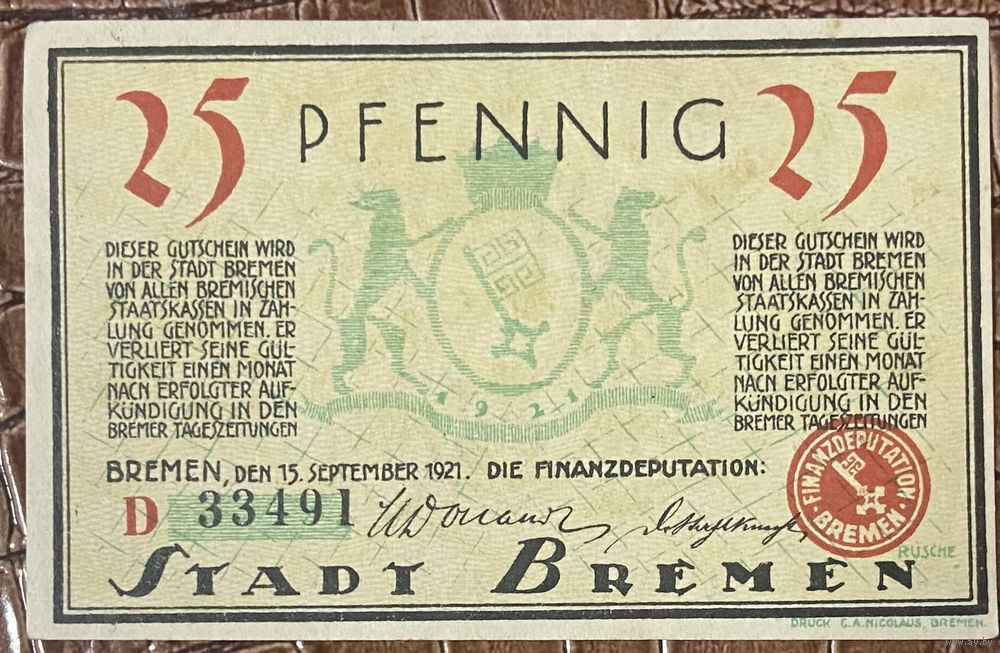 25 PFENNIG 25
DIESER GUTSCHEIN WIRD
IN DER STADT BREMEN
VON ALLEN BREMISCHEN
STAATSKASSEN IN ZAH-
LUNG GENOMMEN. ER
VERLIERT SEINE GÜL-
TIGKEIT EINEN MONAT
NACH ERFOLGTER AUF-
KÜNDIGUNG IN DEN
BREMER TAGESZEITUNGEN
DIESER GUTSCHEIN WIRD
IN DER STADT BREMEN
VON ALLEN BREMISCHEN
STAATSKASSEN IN ZAH-
LUNG GENOMMEN. ER
VERLIERT SEINE GÜL-
TIGKEIT EINEN MONAT
NACH ERFOLGTER AUF-
KÜNDIGUNG IN DEN
BREMER TAGESZEITUNGEN
1921
BREMEN, DEN 15. SEPTEMBER 1921. DIE FINANZDEPUTATION:
D 33491
FINANZDEPUTATION
BREMEN
RUSCHE
STADT BREMEN
DRUCK C.A.NICOLAUS, BREMEN.
www.ay.by